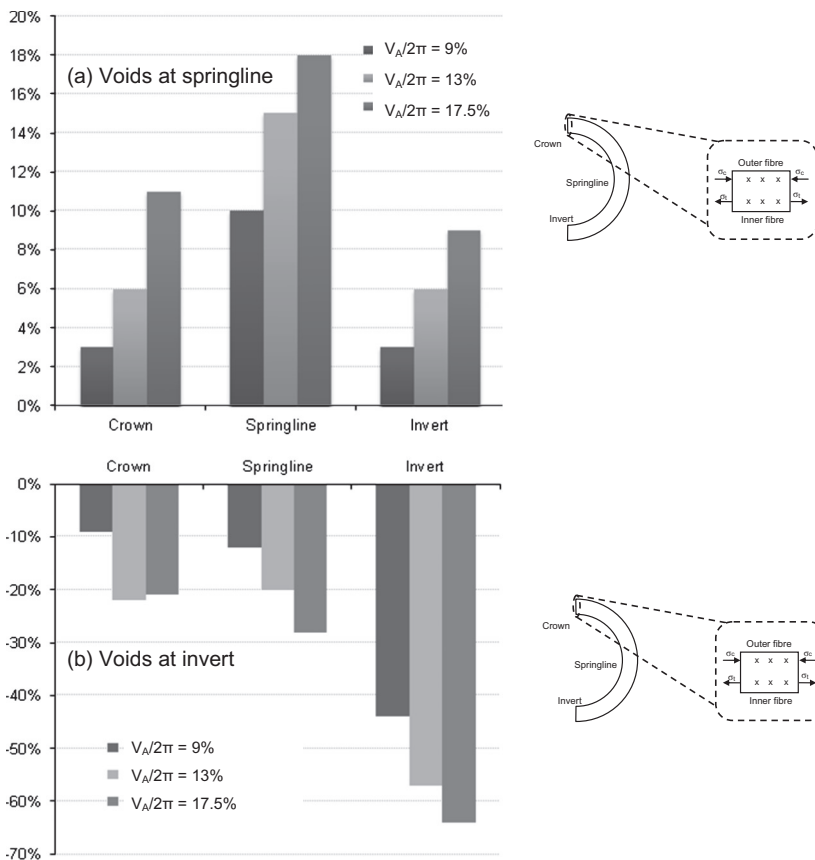 20%
18%
16%
14%
12%
10%
8%
6%
4%
2%
0%
(a) Voids at springline
V_A/2π = 9%
V_A/2π = 13%
V_A/2π = 17.5%
Crown Springline Invert
Crown
Springline
Invert
Outer fibre
σc σc
x x x
σt σt
x x x
Inner fibre
Crown Springline Invert
0%
-10%
-20%
-30%
-40%
-50%
-60%
-70%
(b) Voids at invert
V_A/2π = 9%
V_A/2π = 13%
V_A/2π = 17.5%
Crown
Springline
Invert
Outer fibre
σc σc
x x x
σt σt
x x x
Inner fibre